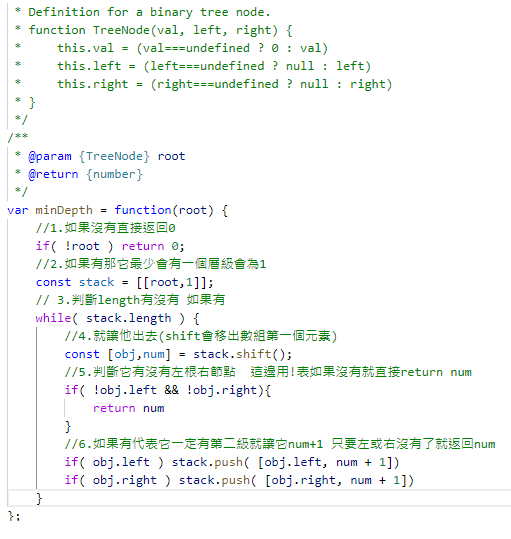 * Definition for a binary tree node.
* function TreeNode(val, left, right) {
*     this.val = (val===undefined ? 0 : val)
*     this.left = (left===undefined ? null : left)
*     this.right = (right===undefined ? null : right)
* }
*/
/**
* @param {TreeNode} root
* @return {number}
*/
var minDepth = function(root) {
//1.如果沒有直接返回0
if( !root ) return 0;
//2.如果有那它最少會有一個層級會為1
const stack = [[root,1]];
// 3.判斷length有沒有 如果有
while( stack.length ) {
//4.就讓他出去(shift會移出數組第一個元素)
const [obj,num] = stack.shift();
//5.判斷它有沒有左根右節點  這邊用!表如果沒有就直接return num
if( !obj.left && !obj.right){
return num
}
//6.如果有代表它一定有第二級就讓它num+1 只要左或右沒有了就返回num
if( obj.left ) stack.push( [obj.left, num + 1])
if( obj.right ) stack.push( [obj.right, num + 1])
}
};